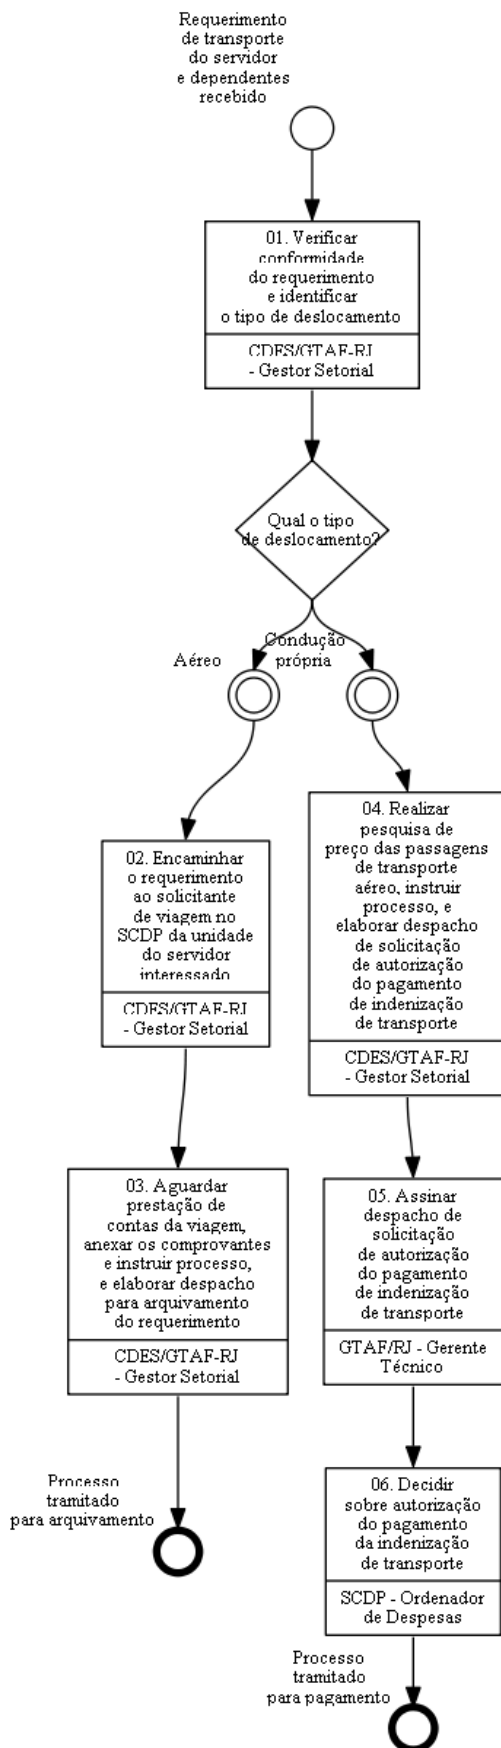 Requerimento
de transporte
do servidor
e dependentes
recebido
01. Verificar
conformidade
do requerimento
e identificar
o tipo de deslocamento
CDES/GTAF-RJ
- Gestor Setorial
Qual o tipo
de deslocamento?
Aéreo
Condução
própria
02. Encaminhar
o requerimento
ao solicitante
de viagem no
SCDP da unidade
do servidor
interessado
CDES/GTAF-RJ
- Gestor Setorial
04. Realizar
pesquisa de
preço das passagens
de transporte
aéreo, instruir
processo, e
elaborar despacho
de solicitação
de autorização
do pagamento
de indenização
de transporte
CDES/GTAF-RJ
- Gestor Setorial
03. Aguardar
prestação de
contas da viagem,
anexar os comprovantes
e instruir processo,
e elaborar despacho
para arquivamento
do requerimento
CDES/GTAF-RJ
- Gestor Setorial
05. Assinar
despacho de
solicitação
de autorização
do pagamento
de indenização
de transporte
GTAF/RJ - Gerente
Técnico
Processo
tramitado
para arquivamento
06. Decidir
sobre autorização
do pagamento
da indenização
de transporte
SCDP - Ordenador
de Despesas
Processo
tramitado
para pagamento